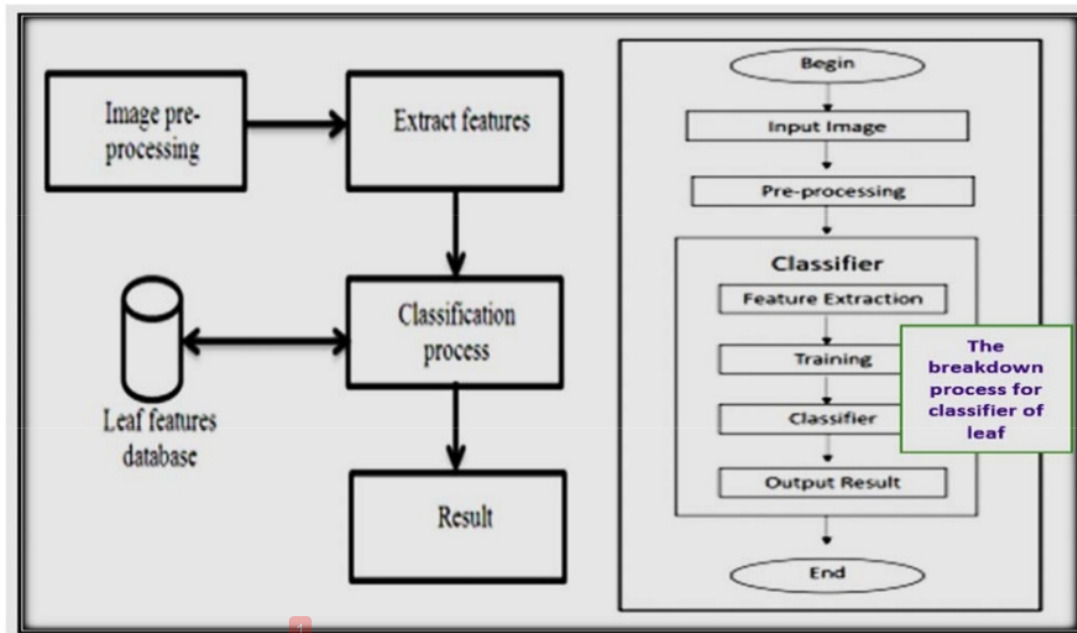 Image pre-
processing
Extract features
Classification
process
Leaf features
database
Result
Begin
Input Image
Pre-processing
Classifier
Feature Extraction
Training
Classifier
Output Result
End
The
breakdown
process for
classifier of
leaf
1